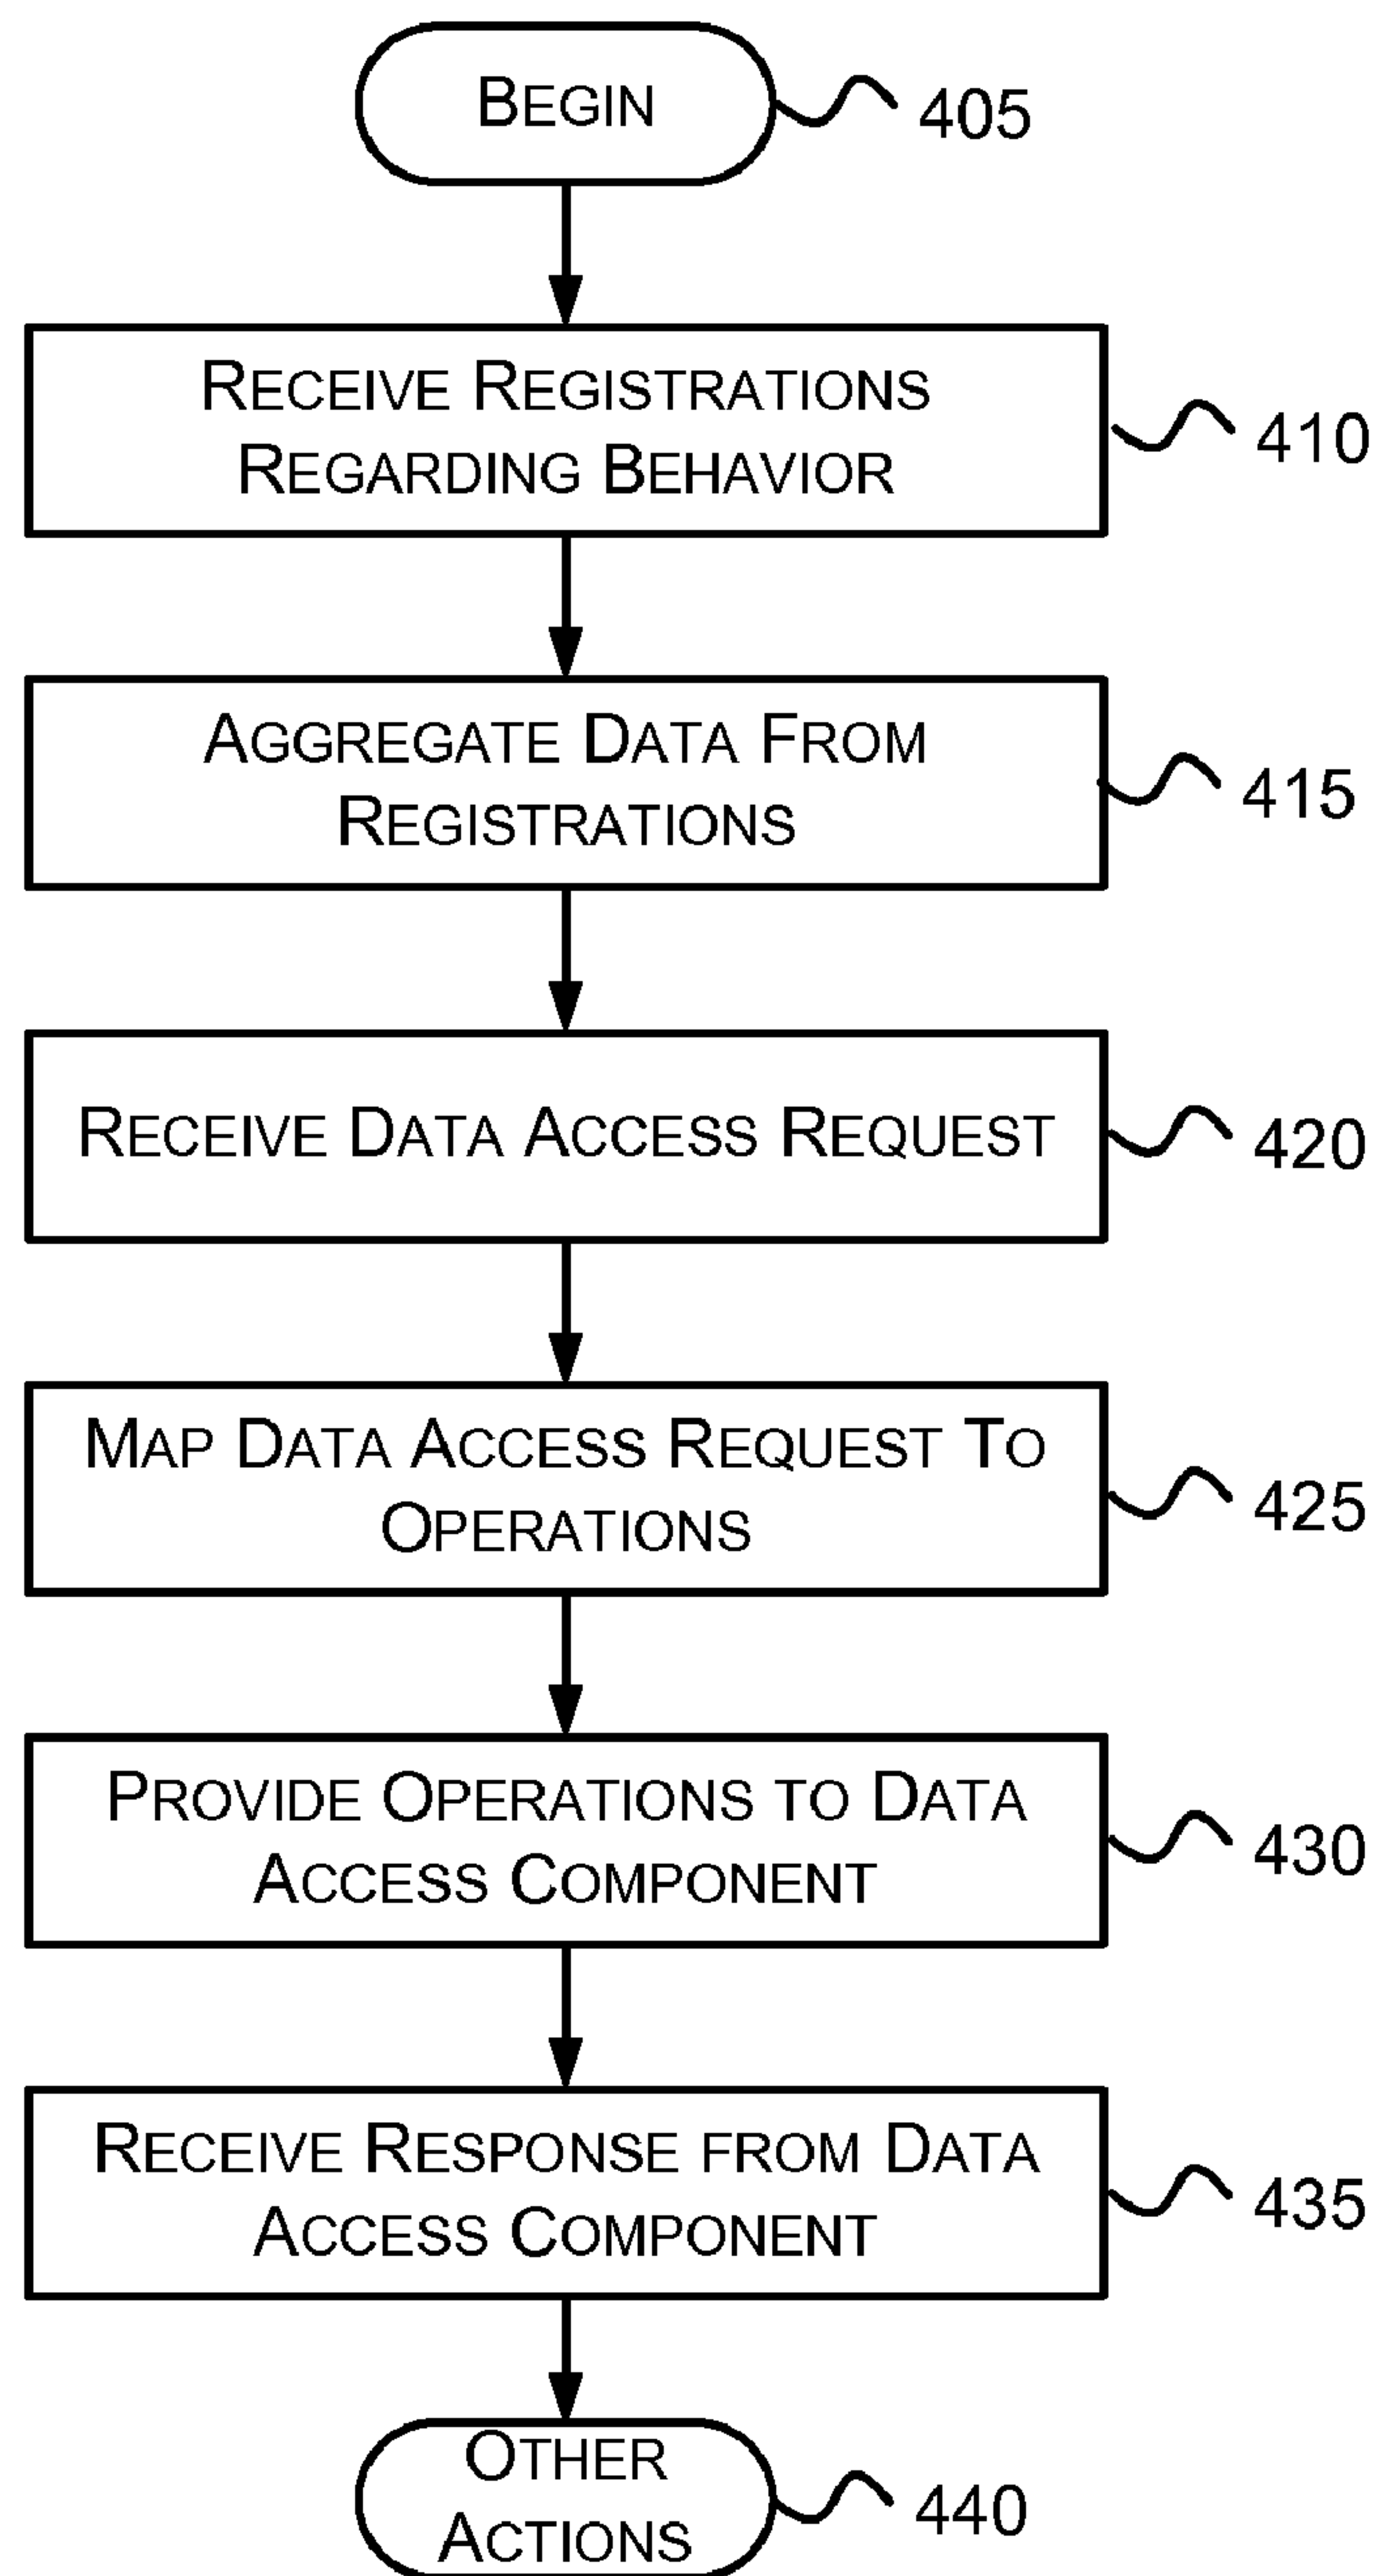 BEGIN
405
RECEIVE REGISTRATIONS
REGARDING BEHAVIOR
410
AGGREGATE DATA FROM
REGISTRATIONS
415
RECEIVE DATA ACCESS REQUEST
420
MAP DATA ACCESS REQUEST TO
OPERATIONS
425
PROVIDE OPERATIONS TO DATA
ACCESS COMPONENT
430
RECEIVE RESPONSE FROM DATA
ACCESS COMPONENT
435
OTHER
ACTIONS
440